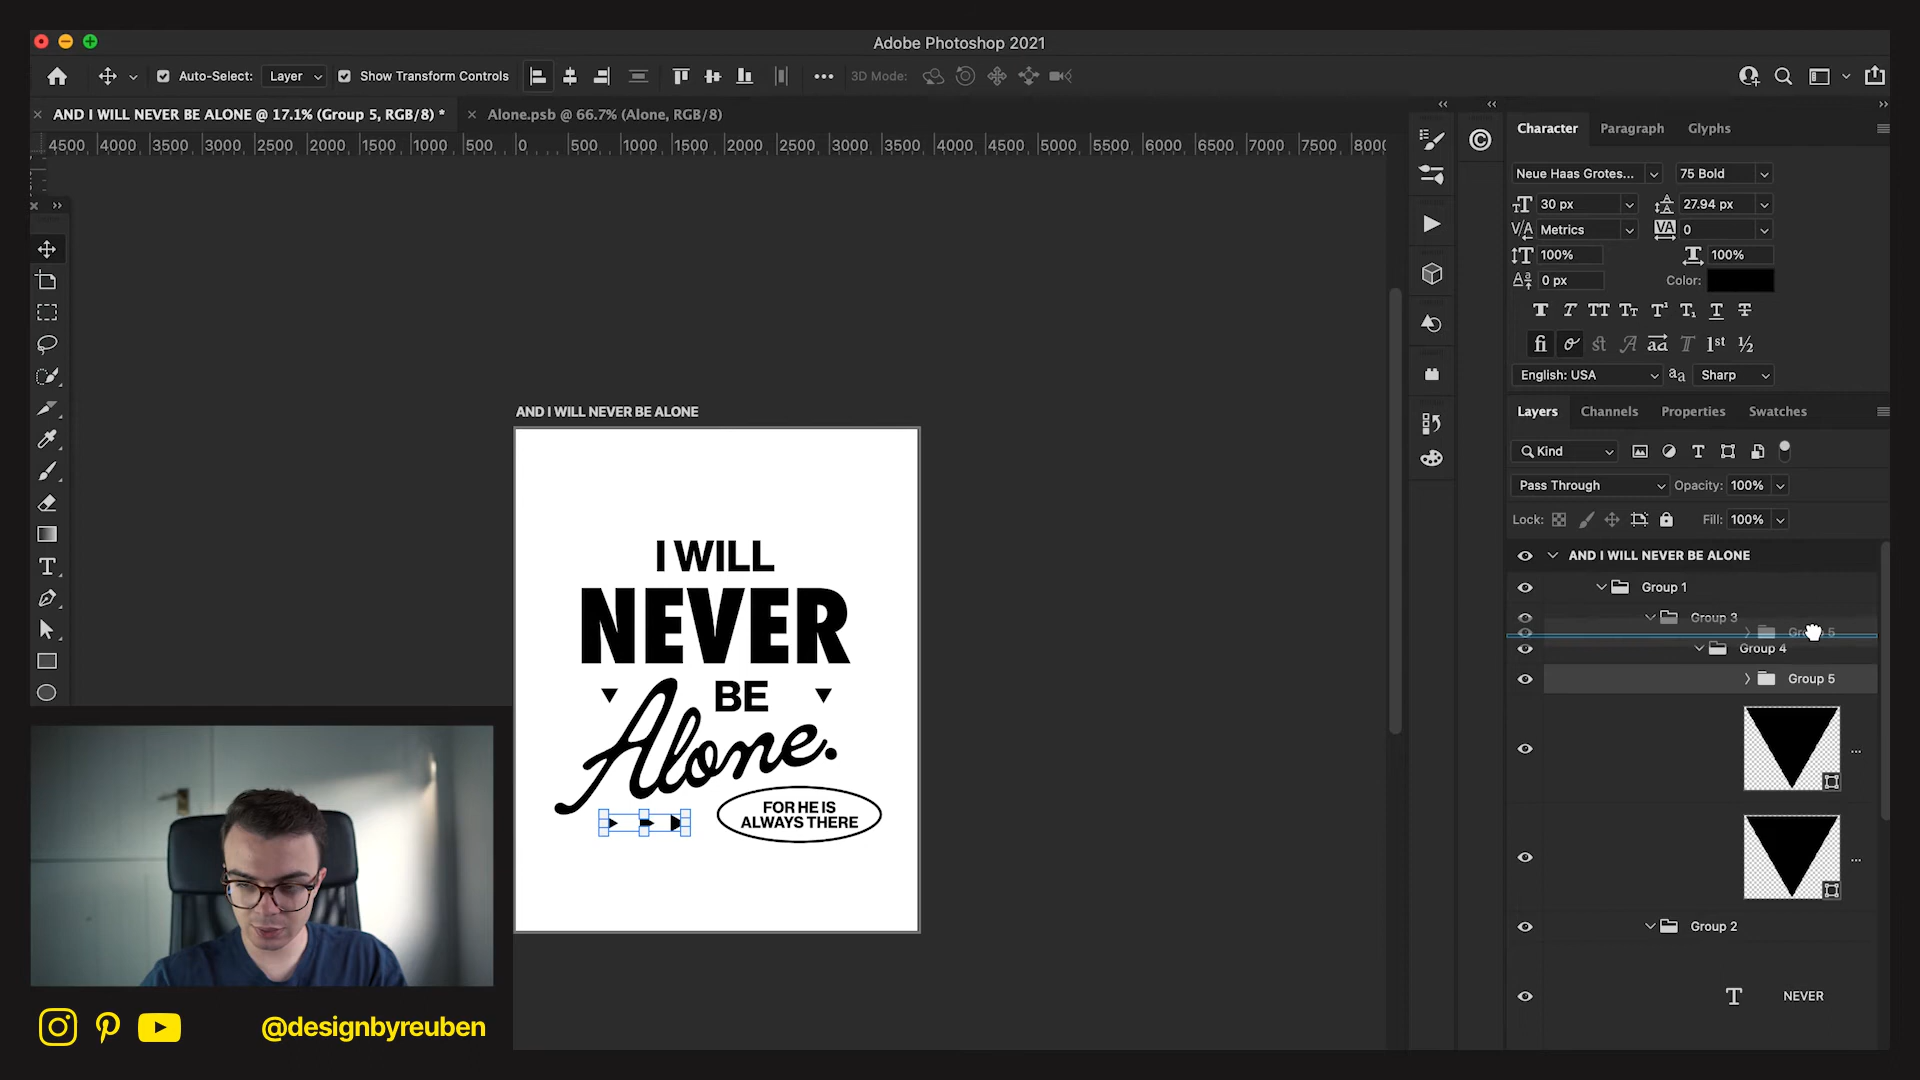 Adobe Photoshop 2021
Auto-Select: Layer Show Transform Controls 3D Mode:
AND I WILL NEVER BE ALONE @ 17.1% (Group 5, RGB/8) * Alone.psb @ 66.7% (Alone, RGB/8)
4500 4000 3500 3000 2500 2000 1500 1000 500 0 500 1000 1500 2000 2500 3000 3500 4000 4500 5000 5500 6000 6500 7000 7500 8000
Character Paragraph Glyphs
Neue Haas Grotes... 75 Bold
30 px 27.94 px
Metrics 0
100% 100%
0 px Color:
English: USA Sharp
Layers Channels Properties Swatches
Kind
Pass Through Opacity: 100%
Lock: Fill: 100%
AND I WILL NEVER BE ALONE
Group 1
Group 3
Group 5
Group 4
Group 5
...
...
Group 2
NEVER
AND I WILL NEVER BE ALONE
I WILL
NEVER
BE
Alone.
FOR HE IS
ALWAYS THERE
@designbyreuben